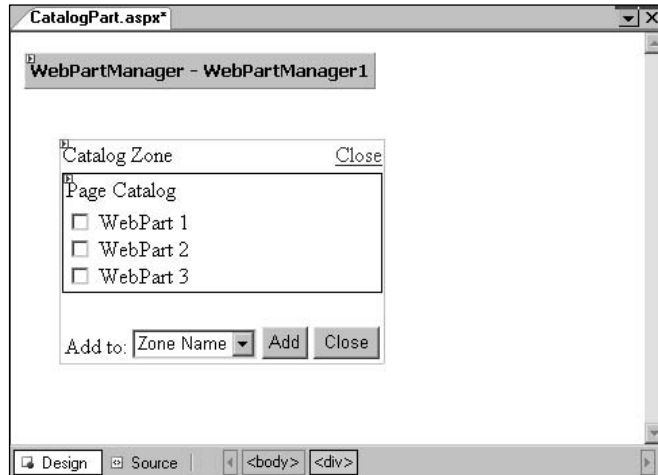 CatalogPart.aspx*
WebPartManager - WebPartManager1
Catalog Zone Close
Page Catalog
WebPart 1
WebPart 2
WebPart 3
Add to: Zone Name Add Close
Design Source <body> <div>